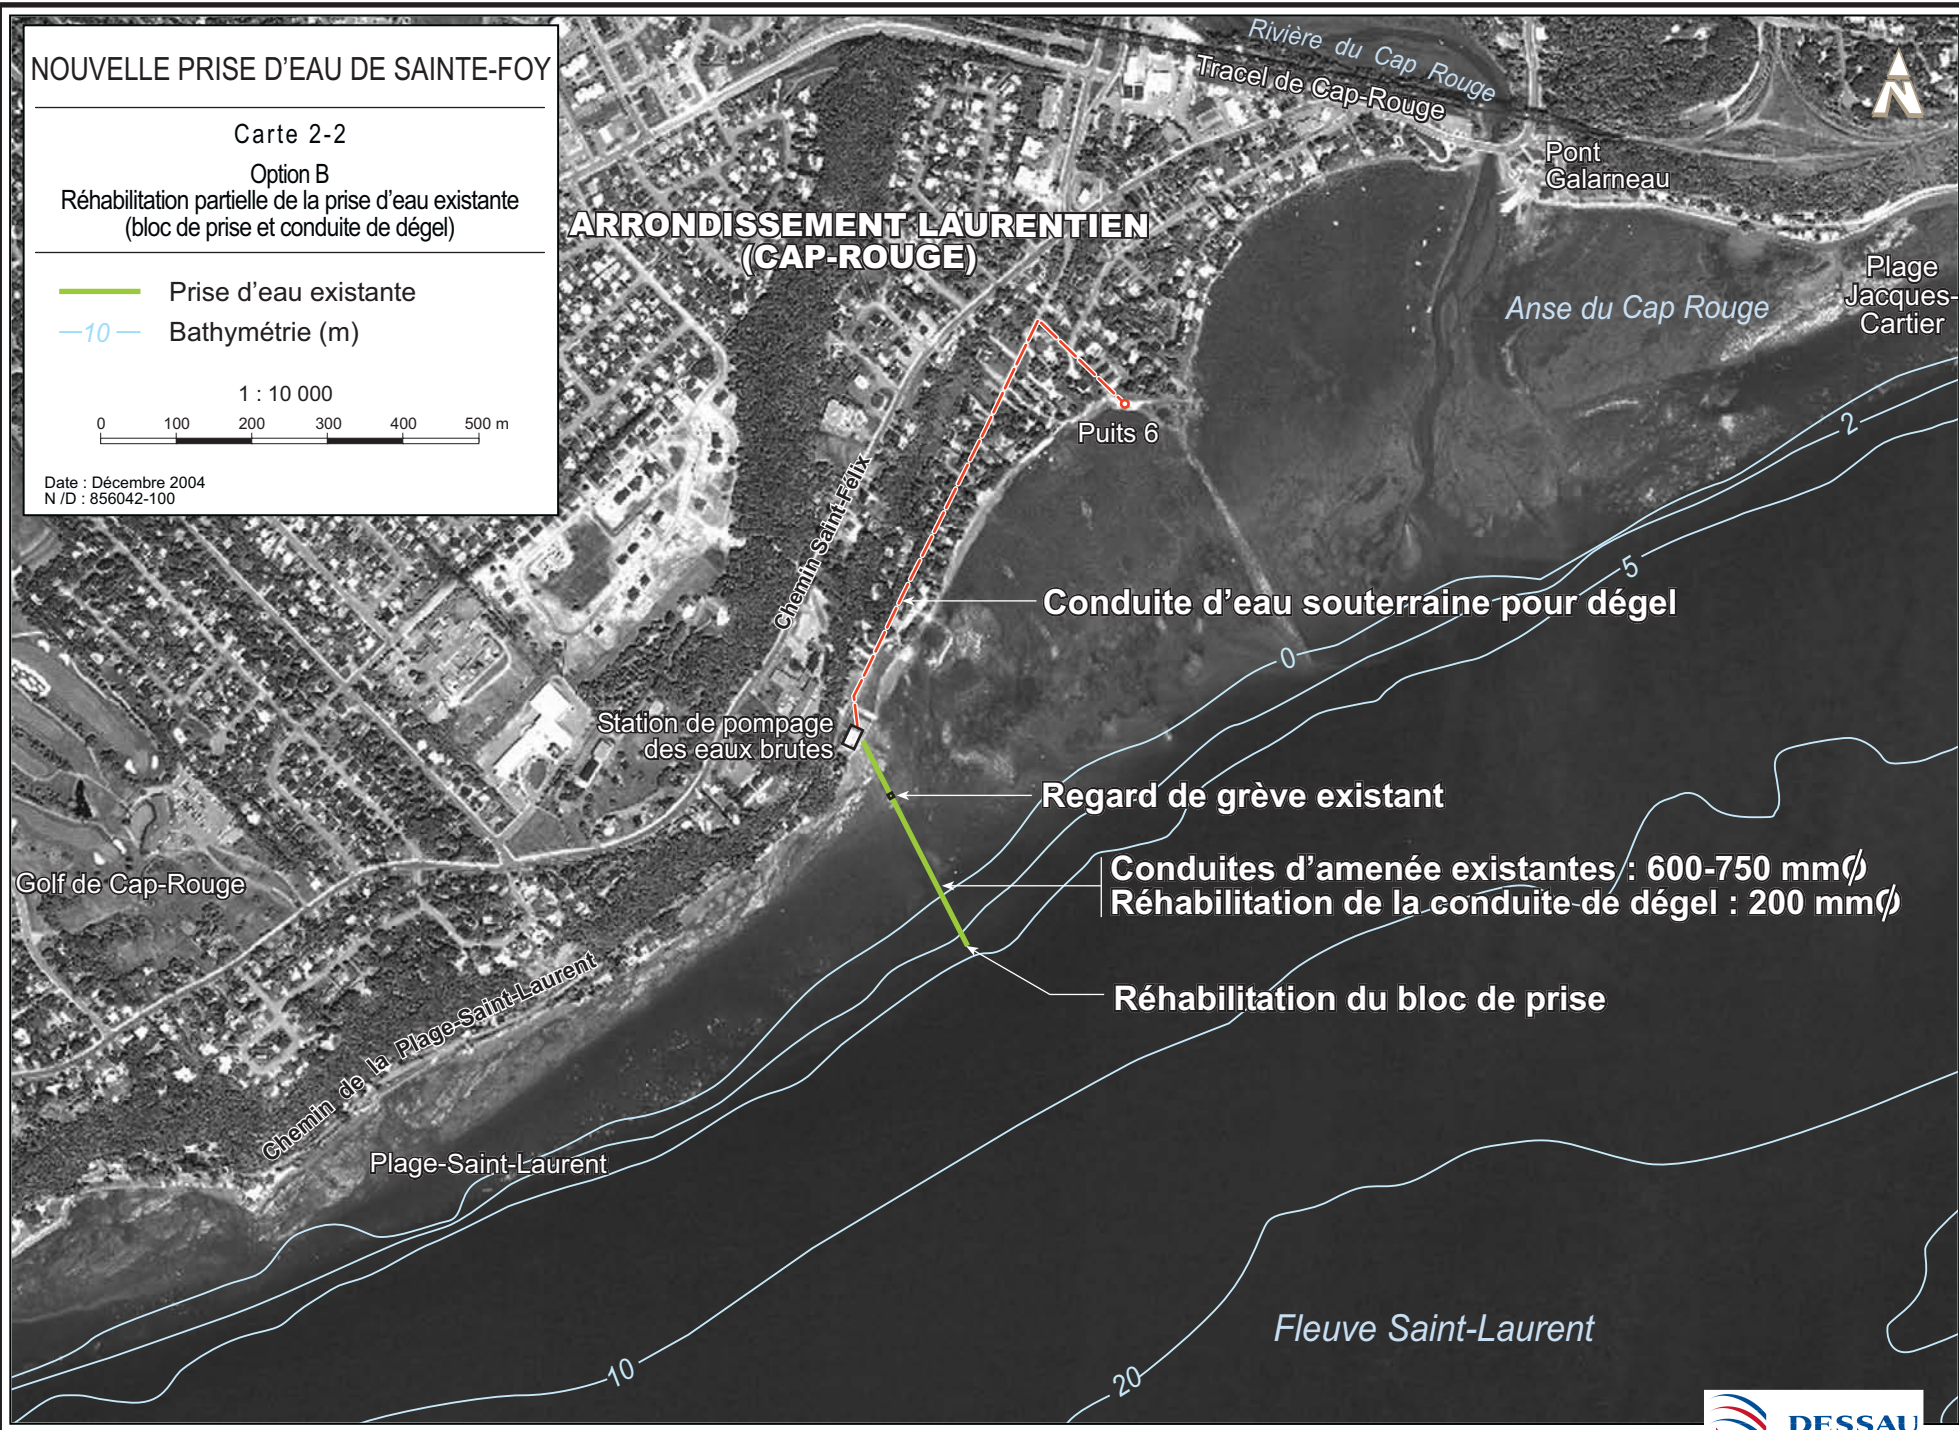 NOUVELLE PRISE D'EAU DE SAINTE-FOY
Carte 2-2
Option B
Réhabilitation partielle de la prise d'eau existante
(bloc de prise et conduite de dégel)
Prise d'eau existante
10
Bathymétrie (m)
1 : 10 000
0 100 200 300 400 500 m
Date : Décembre 2004
N /D : 856042-100
Rivière du Cap Rouge
Tracel de Cap-Rouge
N
Pont
Galarneau
ARRONDISSEMENT LAURENTIEN
(CAP-ROUGE)
Plage
Jacques-
Cartier
Anse du Cap Rouge
2
Puits 6
Chemin Saint-Félix
5
Conduite d'eau souterraine pour dégel
0
Station de pompage
des eaux brutes
Regard de grève existant
Conduites d'amenée existantes : 600-750 mmϕ
Réhabilitation de la conduite de dégel : 200 mmϕ
Golf de Cap-Rouge
Réhabilitation du bloc de prise
Chemin de la Plage-Saint-Laurent
Plage-Saint-Laurent
Fleuve Saint-Laurent
10
20
DESSAU